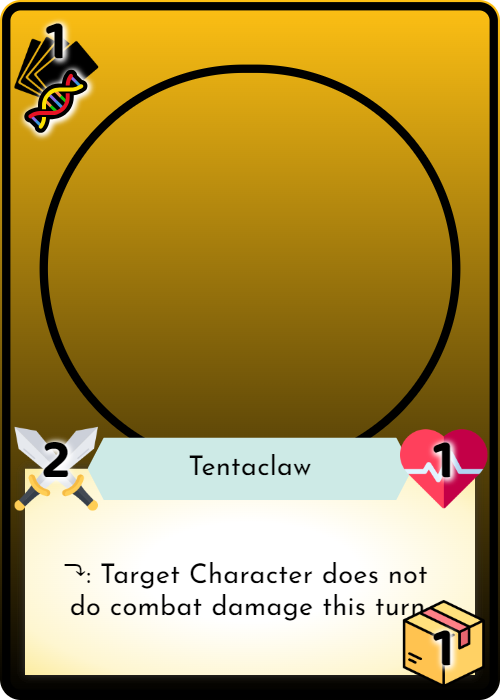 1
2
Tentaclaw
1
⤵: Target Character does not
do combat damage this turn.
1